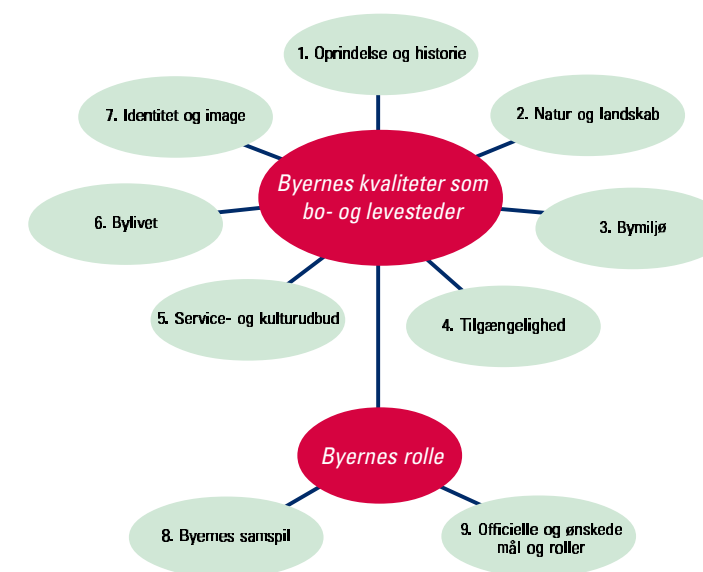 1. Oprindelse og historie
7. Identitet og image
2. Natur og landskab
Byernes kvaliteter som
bo- og levesteder
6. Bylivet
3. Bymiljø
5. Service- og kulturudbud
4. Tilgængelighed
Byernes rolle
8. Byernes samspil
9. Officielle og ønskede
mål og roller